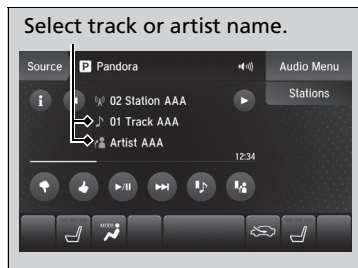 Select track or artist name.
Source P Pandora Audio Menu
Stations
i 02 Station AAA
01 Track AAA
Artist AAA
12:34
MODE